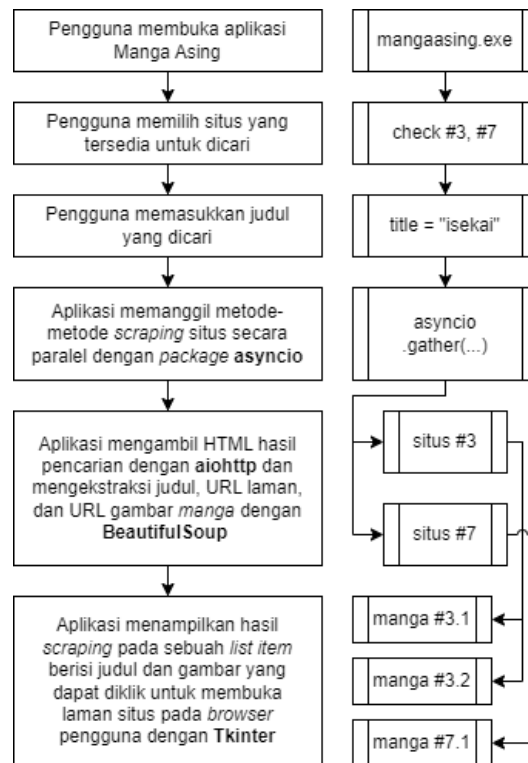 Pengguna membuka aplikasi
Manga Asing
mangaasing.exe
Pengguna memilih situs yang
tersedia untuk dicari
check #3, #7
Pengguna memasukkan judul
yang dicari
title = "isekai"
Aplikasi memanggil metode-
metode scraping situs secara
paralel dengan package asyncio
asyncio
.gather(...)
Aplikasi mengambil HTML hasil
pencarian dengan aiohttp dan
mengekstraksi judul, URL laman,
dan URL gambar manga dengan
BeautifulSoup
situs #3
situs #7
Aplikasi menampilkan hasil
scraping pada sebuah list item
berisi judul dan gambar yang
dapat diklik untuk membuka
laman situs pada browser
pengguna dengan Tkinter
manga #3.1
manga #3.2
manga #7.1